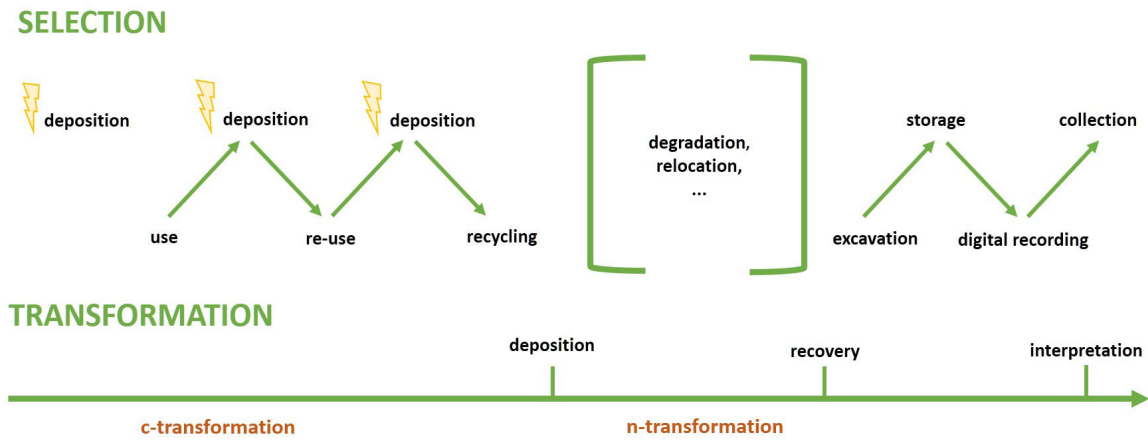 SELECTION
deposition
deposition
deposition
degradation,
relocation,
...
storage
collection
use
re-use
recycling
excavation
digital recording
TRANSFORMATION
deposition
recovery
interpretation
c-transformation
n-transformation